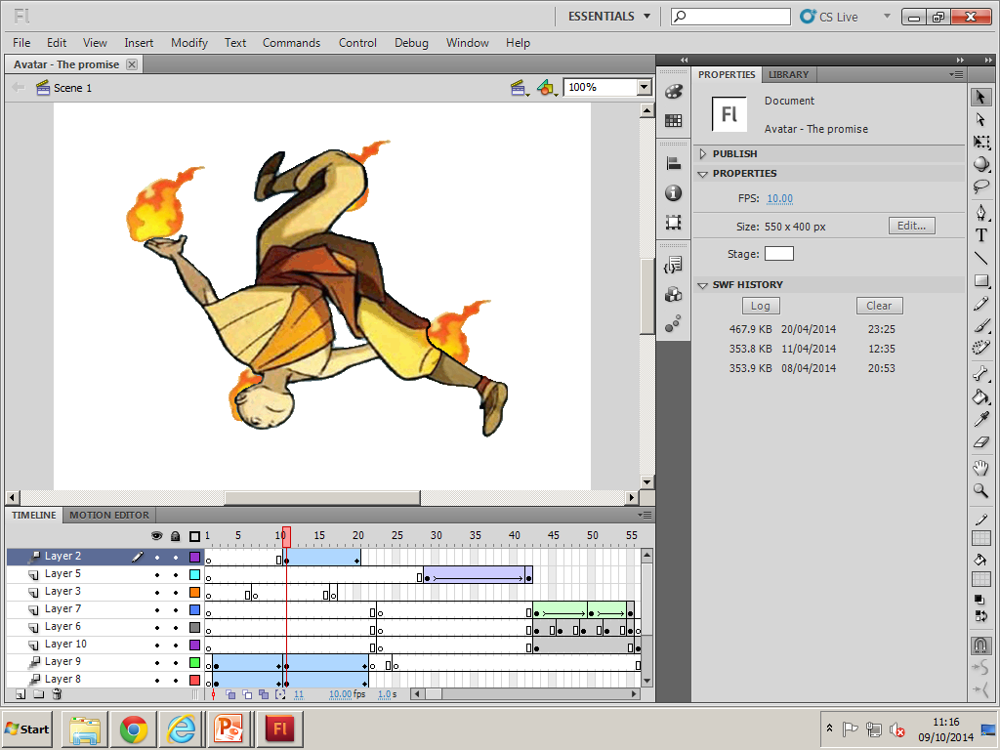 Fl ESSENTIALS CS Live
File Edit View Insert Modify Text Commands Control Debug Window Help
Avatar - The promise
Scene 1 100%
PROPERTIES LIBRARY
Fl Document
Avatar - The promise
PUBLISH
PROPERTIES
FPS: 10.00
Size: 550 x 400 px Edit...
Stage:
SWF HISTORY
Log Clear
467.9 KB 20/04/2014 23:25
353.8 KB 11/04/2014 12:35
353.9 KB 08/04/2014 20:53
T
TIMELINE MOTION EDITOR
1 5 10 15 20 25 30 35 40 45 50 55
Layer 2
Layer 5
Layer 3
Layer 7
Layer 6
Layer 10
Layer 9
Layer 8
11 10.00 fps 1.0 s
Start Fl 11:16
09/10/2014